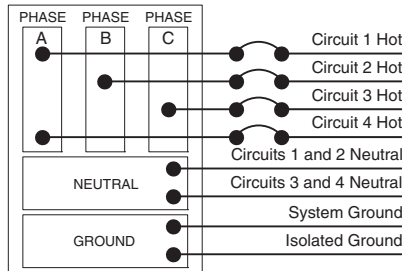 PHASE PHASE PHASE
A B C
Circuit 1 Hot
Circuit 2 Hot
Circuit 3 Hot
Circuit 4 Hot
Circuits 1 and 2 Neutral
NEUTRAL
Circuits 3 and 4 Neutral
System Ground
GROUND
Isolated Ground